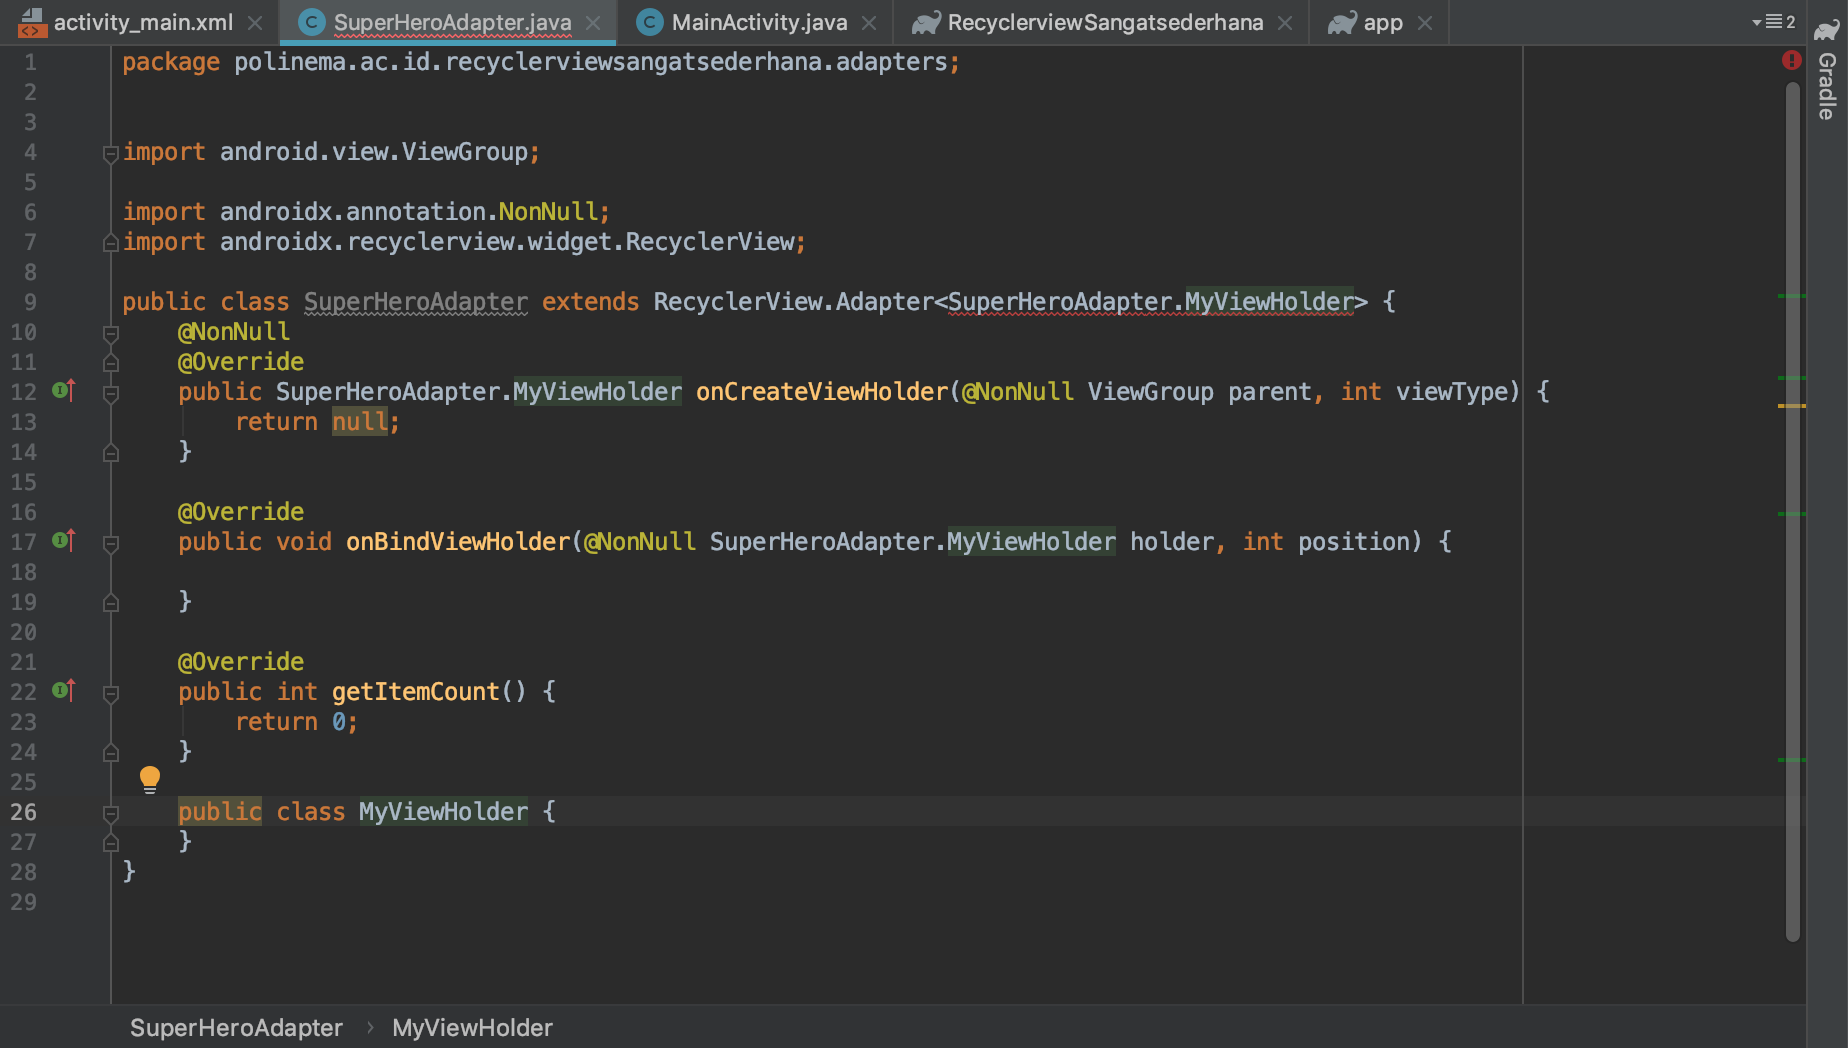 activity_main.xml SuperHeroAdapter.java MainActivity.java RecyclerviewSangatsederhana app 2
Gradle
1 package polinema.ac.id.recyclerviewsangatsederhana.adapters;
2
3
4 import android.view.ViewGroup;
5
6 import androidx.annotation.NonNull;
7 import androidx.recyclerview.widget.RecyclerView;
8
9 public class SuperHeroAdapter extends RecyclerView.Adapter<SuperHeroAdapter.MyViewHolder> {
10 @NonNull
11 @Override
12 public SuperHeroAdapter.MyViewHolder onCreateViewHolder(@NonNull ViewGroup parent, int viewType) {
13 return null;
14 }
15
16 @Override
17 public void onBindViewHolder(@NonNull SuperHeroAdapter.MyViewHolder holder, int position) {
18
19 }
20
21 @Override
22 public int getItemCount() {
23 return 0;
24 }
25
26 public class MyViewHolder {
27 }
28 }
29
SuperHeroAdapter › MyViewHolder